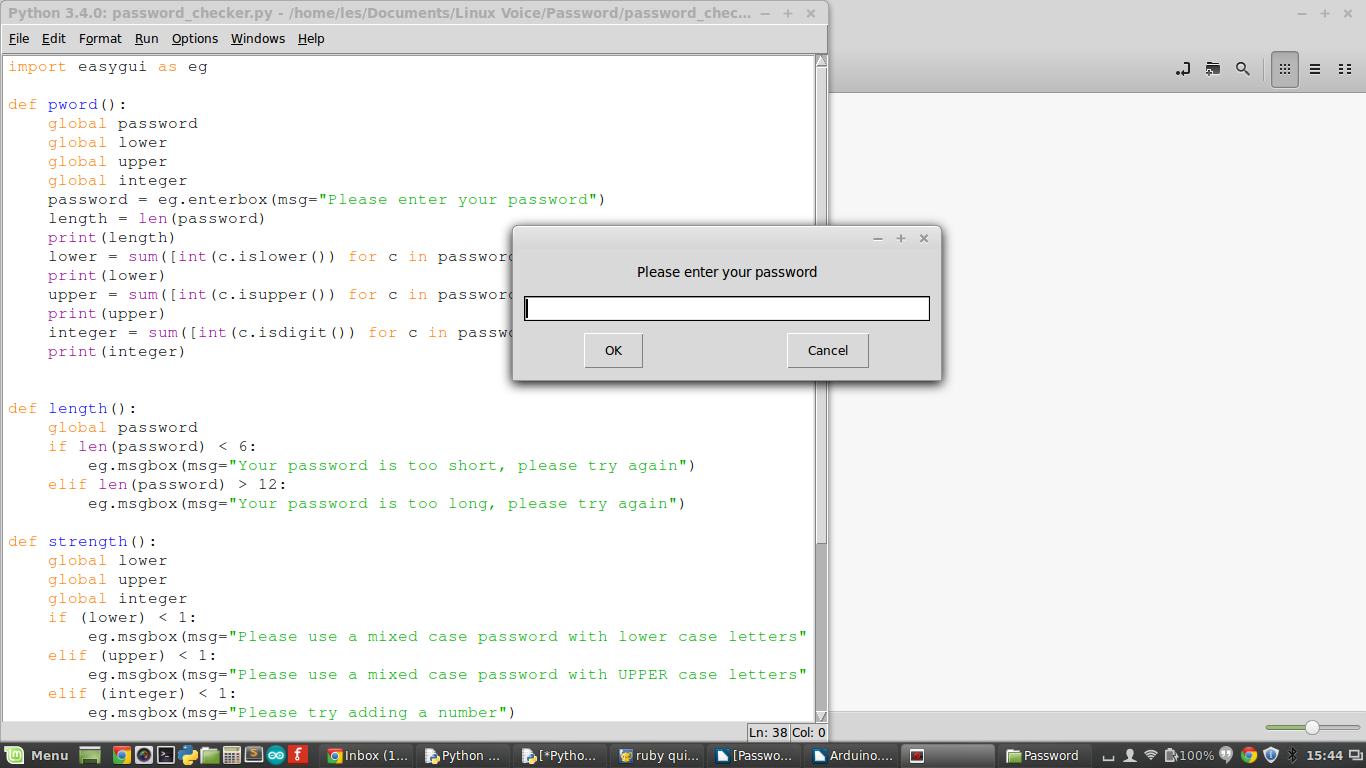 Python 3.4.0: password_checker.py - /home/les/Documents/Linux Voice/Password/password_chec...
File Edit Format Run Options Windows Help
import easygui as eg
def pword():
global password
global lower
global upper
global integer
password = eg.enterbox(msg="Please enter your password")
length = len(password)
print(length)
lower = sum([int(c.islower()) for c in passwor
print(lower)
upper = sum([int(c.isupper()) for c in passwor
print(upper)
integer = sum([int(c.isdigit()) for c in passw
print(integer)
Please enter your password
OK Cancel
def length():
global password
if len(password) < 6:
eg.msgbox(msg="Your password is too short, please try again")
elif len(password) > 12:
eg.msgbox(msg="Your password is too long, please try again")
def strength():
global lower
global upper
global integer
if (lower) < 1:
eg.msgbox(msg="Please use a mixed case password with lower case letters"
elif (upper) < 1:
eg.msgbox(msg="Please use a mixed case password with UPPER case letters"
elif (integer) < 1:
eg.msgbox(msg="Please try adding a number")
Ln: 38 Col: 0
Menu Inbox (1... Python ... [*Pytho... ruby qui... [Passwo... Arduino.... Password 100% 15:44